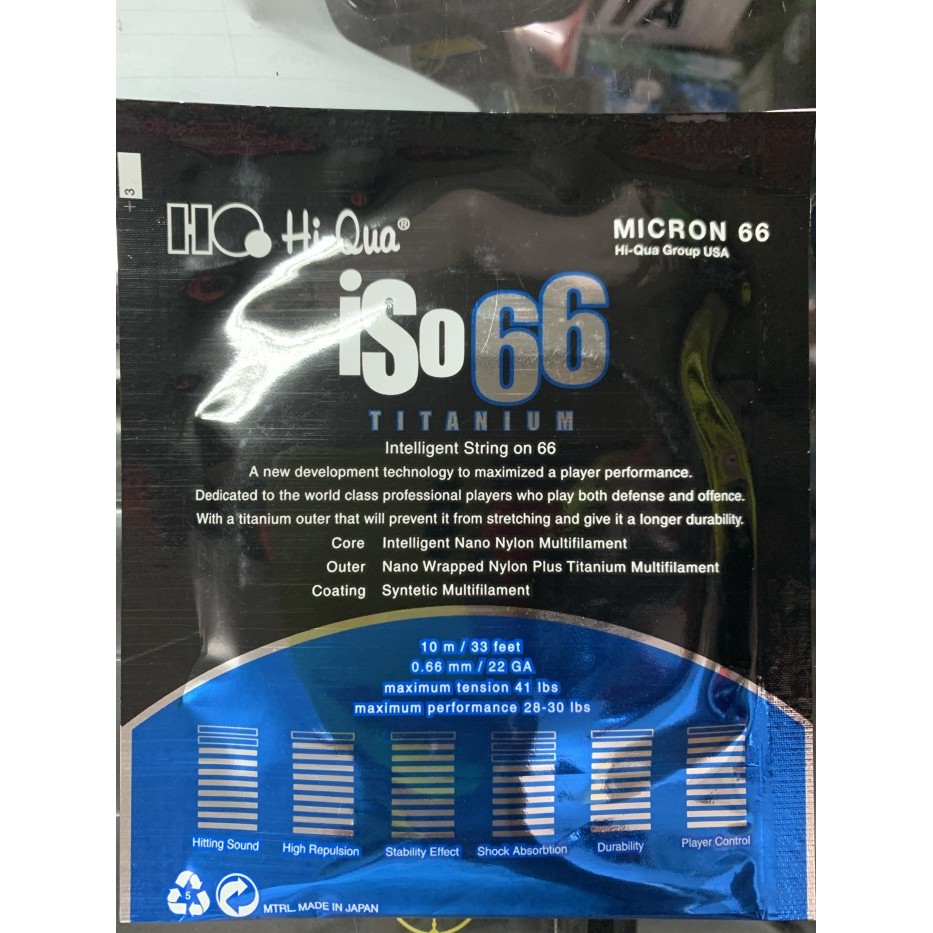 3
+
HQ Hi-Qua®
MICRON 66
Hi-Qua Group USA
iSo66
TITANIUM
Intelligent String on 66
A new development technology to maximized a player performance.
Dedicated to the world class professional players who play both defense and offence.
With a titanium outer that will prevent it from stretching and give it a longer durability.
Core Intelligent Nano Nylon Multifilament
Outer Nano Wrapped Nylon Plus Titanium Multifilament
Coating Syntetic Multifilament
10 m / 33 feet
0.66 mm / 22 GA
maximum tension 41 lbs
maximum performance 28-30 lbs
Hitting Sound High Repulsion Stability Effect Shock Absorbtion Durability Player Control
5
MTRL. MADE IN JAPAN